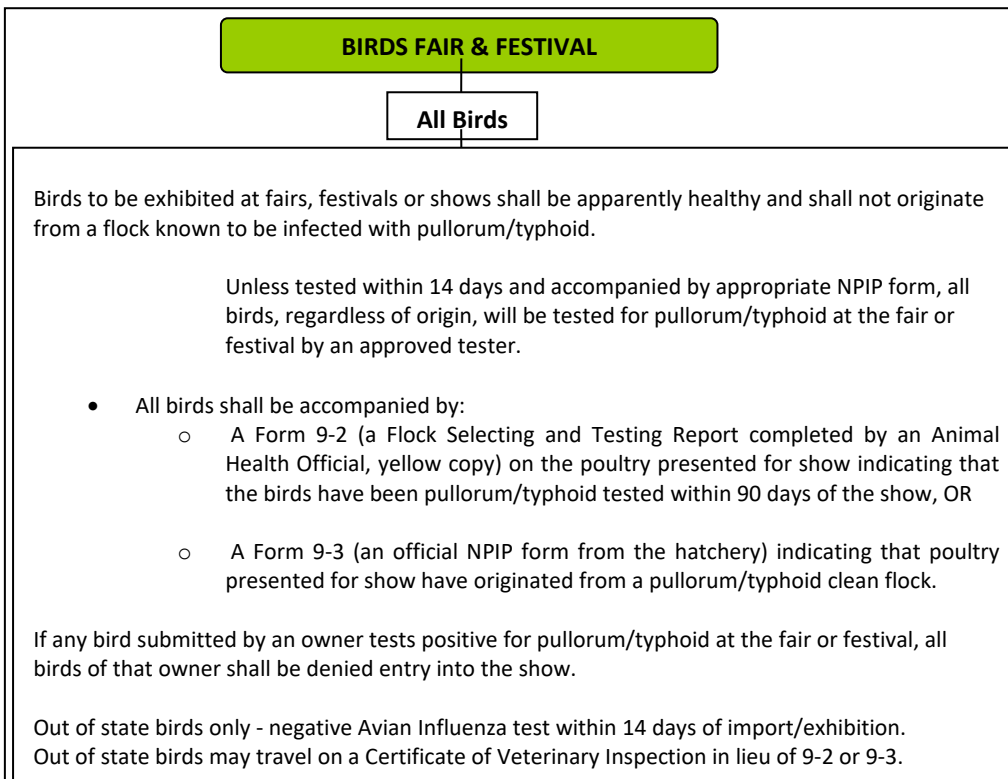 BIRDS FAIR & FESTIVAL
All Birds
Birds to be exhibited at fairs, festivals or shows shall be apparently healthy and shall not originate
from a flock known to be infected with pullorum/typhoid.
Unless tested within 14 days and accompanied by appropriate NPIP form, all
birds, regardless of origin, will be tested for pullorum/typhoid at the fair or
festival by an approved tester.
• All birds shall be accompanied by:
o A Form 9-2 (a Flock Selecting and Testing Report completed by an Animal
Health Official, yellow copy) on the poultry presented for show indicating that
the birds have been pullorum/typhoid tested within 90 days of the show, OR
o A Form 9-3 (an official NPIP form from the hatchery) indicating that poultry
presented for show have originated from a pullorum/typhoid clean flock.
If any bird submitted by an owner tests positive for pullorum/typhoid at the fair or festival, all
birds of that owner shall be denied entry into the show.
Out of state birds only - negative Avian Influenza test within 14 days of import/exhibition.
Out of state birds may travel on a Certificate of Veterinary Inspection in lieu of 9-2 or 9-3.